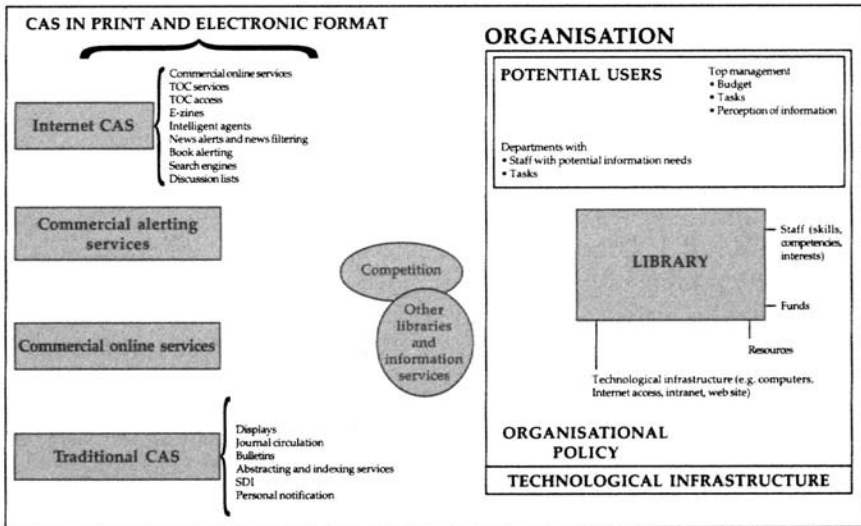 CAS IN PRINT AND ELECTRONIC FORMAT
Internet CAS
Commercial online services
TOC services
TOC access
E-zines
Intelligent agents
News alerts and news filtering
Book alerting
Search engines
Discussion lists
Commercial alerting
services
Commercial online services
Traditional CAS
Displays
Journal circulation
Bulletins
Abstracting and indexing services
SDI
Personal notification
Competition
Other
libraries
and
information
services
ORGANISATION
POTENTIAL USERS
Top management
• Budget
• Tasks
• Perception of information
Departments with
• Staff with potential information needs
• Tasks
LIBRARY
Staff (skills,
competencies,
interests)
Funds
Resources
Technological infrastructure (e.g. computers,
Internet access, intranet, web site)
ORGANISATIONAL
POLICY
TECHNOLOGICAL INFRASTRUCTURE